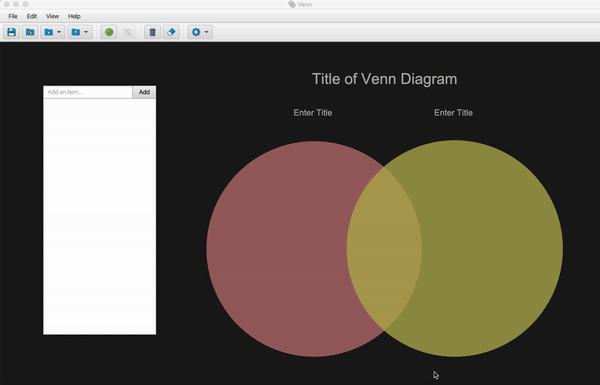 Venn
File Edit View Help
Title of Venn Diagram
Add an item... Add
Enter Title Enter Title